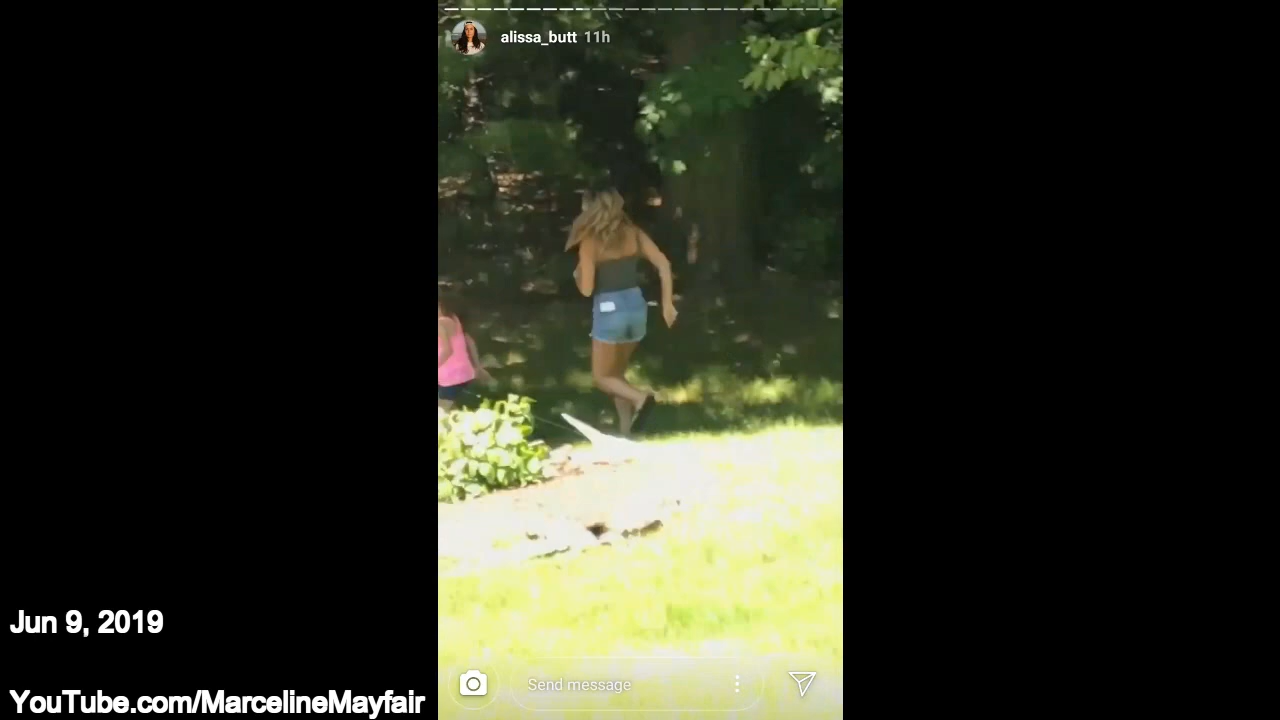 alissa_butt 11h
Send message
Jun 9, 2019
YouTube.com/MarcelineMayfair